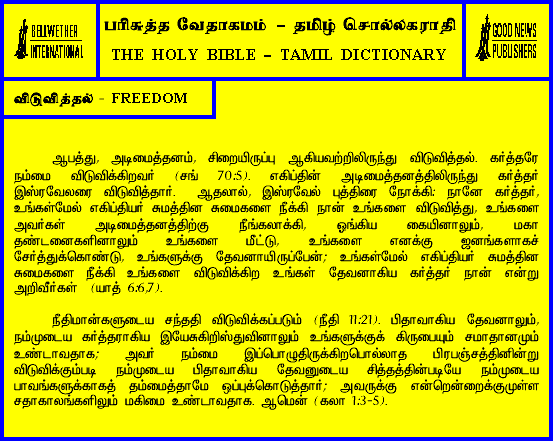 BELLWETHER
INTERNATIONAL
பரிசுத்த வேதாகமம் - தமிழ் சொல்லகராதி
THE HOLY BIBLE - TAMIL DICTIONARY
GOOD NEWS
PUBLISHERS
விடுவித்தல் - FREEDOM
ஆபத்து, அடிமைத்தனம், சிறையிருப்பு ஆகியவற்றிலிருந்து விடுவித்தல். கர்த்தரே
நம்மை விடுவிக்கிறவர் (சங் 70:5). எகிப்தின் அடிமைத்தனத்திலிருந்து கர்த்தர்
இஸ்ரவேலரை விடுவித்தார். ஆதலால், இஸ்ரவேல் புத்திரரை நோக்கி: நானே கர்த்தர்,
உங்கள்மேல் எகிப்தியர் சுமத்தின சுமைகளை நீக்கி நான் உங்களை விடுவித்து, உங்களை
அவர்கள் அடிமைத்தனத்திற்கு நீங்கலாக்கி, ஓங்கிய கையினாலும், மகா
தண்டனைகளினாலும் உங்களை மீட்டு, உங்களை எனக்கு ஜனங்களாகச்
சேர்த்துக்கொண்டு, உங்களுக்கு தேவனாயிருப்பேன்; உங்கள்மேல் எகிப்தியர் சுமத்தின
சுமைகளை நீக்கி உங்களை விடுவிக்கிற உங்கள் தேவனாகிய கர்த்தர் நான் என்று
அறிவீர்கள் (யாத் 6:6,7).
நீதிமான்களுடைய சந்ததி விடுவிக்கப்படும் (நீதி 11:21). பிதாவாகிய தேவனாலும்,
நம்முடைய கர்த்தராகிய இயேசுகிறிஸ்துவினாலும் உங்களுக்குக் கிருபையும் சமாதானமும்
உண்டாவதாக; அவர் நம்மை இப்பொழுதிருக்கிறபொல்லாத பிரபஞ்சத்தினின்று
விடுவிக்கும்படி நம்முடைய பிதாவாகிய தேவனுடைய சித்தத்தின்படியே நம்முடைய
பாவங்களுக்காகத் தம்மைத்தாமே ஒப்புக்கொடுத்தார்; அவருக்கு என்றென்றைக்குமுள்ள
சதாகாலங்களிலும் மகிமை உண்டாவதாக. ஆமென் (கலா 1:3-5).